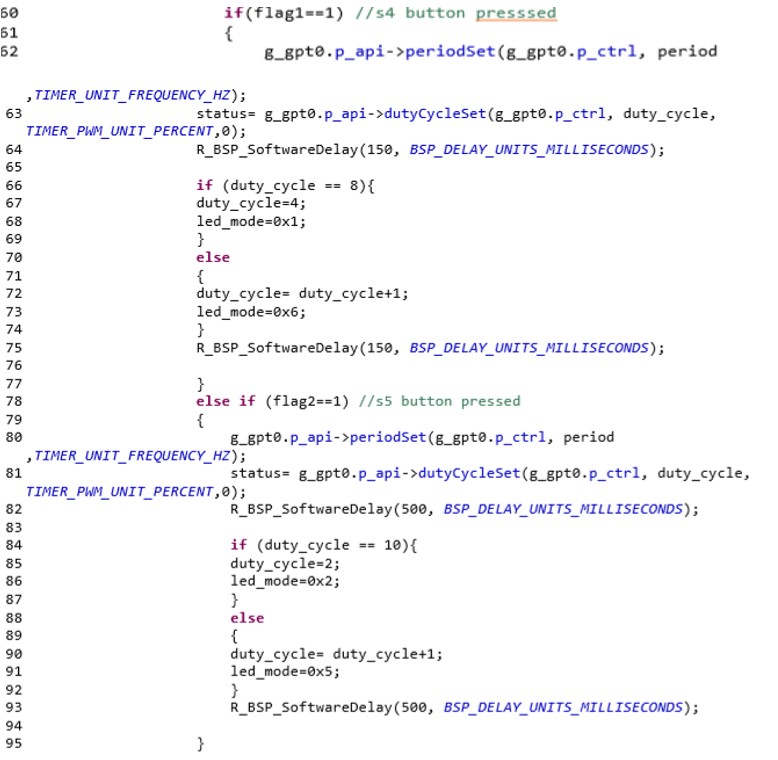 60 if(flag1==1) //s4 button presssed
61 {
62 g_gpt0.p_api->periodSet(g_gpt0.p_ctrl, period
,TIMER_UNIT_FREQUENCY_HZ);
63 status= g_gpt0.p_api->dutyCycleSet(g_gpt0.p_ctrl, duty_cycle,
TIMER_PWM_UNIT_PERCENT,0);
64 R_BSP_SoftwareDelay(150, BSP_DELAY_UNITS_MILLISECONDS);
65
66 if (duty_cycle == 8){
67 duty_cycle=4;
68 led_mode=0x1;
69 }
70 else
71 {
72 duty_cycle= duty_cycle+1;
73 led_mode=0x6;
74 }
75 R_BSP_SoftwareDelay(150, BSP_DELAY_UNITS_MILLISECONDS);
76
77 }
78 else if (flag2==1) //s5 button pressed
79 {
80 g_gpt0.p_api->periodSet(g_gpt0.p_ctrl, period
,TIMER_UNIT_FREQUENCY_HZ);
81 status= g_gpt0.p_api->dutyCycleSet(g_gpt0.p_ctrl, duty_cycle,
TIMER_PWM_UNIT_PERCENT,0);
82 R_BSP_SoftwareDelay(500, BSP_DELAY_UNITS_MILLISECONDS);
83
84 if (duty_cycle == 10){
85 duty_cycle=2;
86 led_mode=0x2;
87 }
88 else
89 {
90 duty_cycle= duty_cycle+1;
91 led_mode=0x5;
92 }
93 R_BSP_SoftwareDelay(500, BSP_DELAY_UNITS_MILLISECONDS);
94
95 }